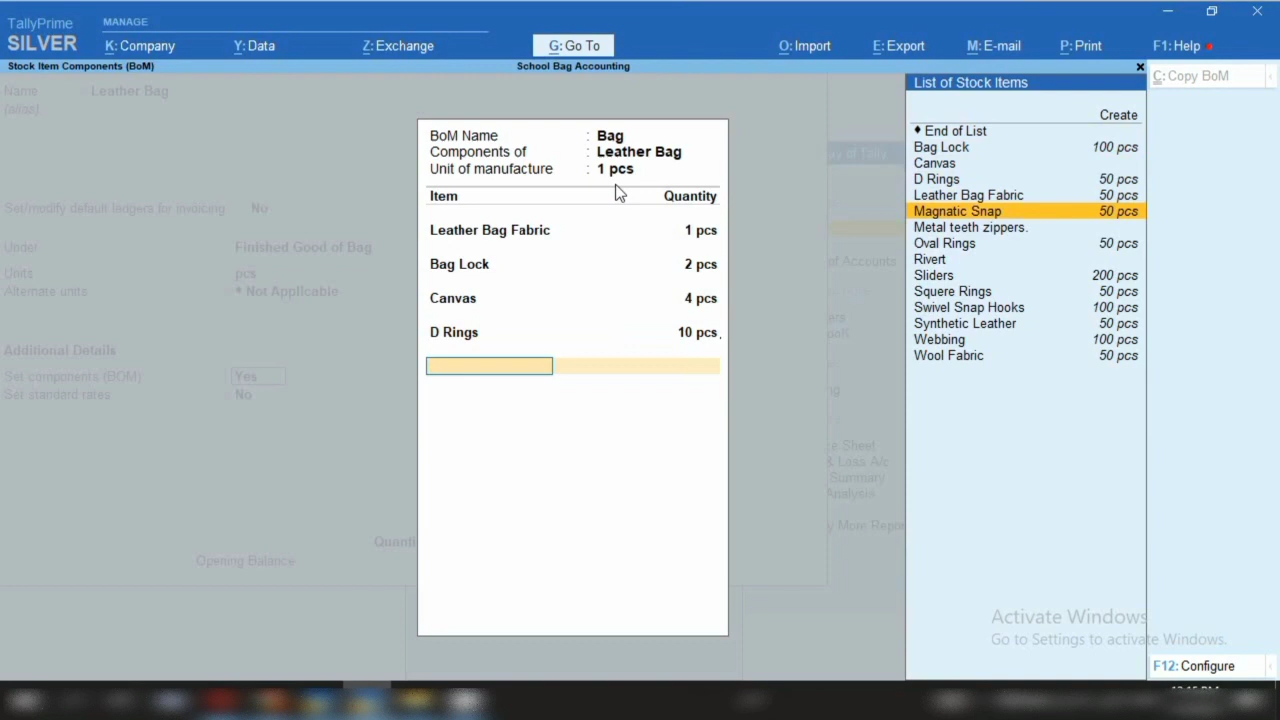 TallyPrime
MANAGE
SILVER
K: Company
Y: Data
Z: Exchange
G: Go To
O: Import
E: Export
M: E-mail
P: Print
F1: Help
Stock Item Components (BoM)
School Bag Accounting
Name : Leather Bag
(alias)
Set/modify default ledgers for invoicing : No
Under : Finished Good of Bag
Units : pcs
Alternate units : ♦ Not Applicable
Additional Details
Set components (BOM) : Yes
Set standard rates : No
Opening Balance
BoM Name : Bag
Components of : Leather Bag
Unit of manufacture : 1 pcs
Item Quantity
Leather Bag Fabric 1 pcs
Bag Lock 2 pcs
Canvas 4 pcs
D Rings 10 pcs
List of Stock Items
Create
♦ End of List
Bag Lock 100 pcs
Canvas
D Rings 50 pcs
Leather Bag Fabric 50 pcs
Magnatic Snap 50 pcs
Metal teeth zippers.
Oval Rings 50 pcs
Rivert
Sliders 200 pcs
Squere Rings 50 pcs
Swivel Snap Hooks 100 pcs
Synthetic Leather 50 pcs
Webbing 100 pcs
Wool Fabric 50 pcs
C: Copy BoM
Activate Windows
Go to Settings to activate Windows.
F12: Configure